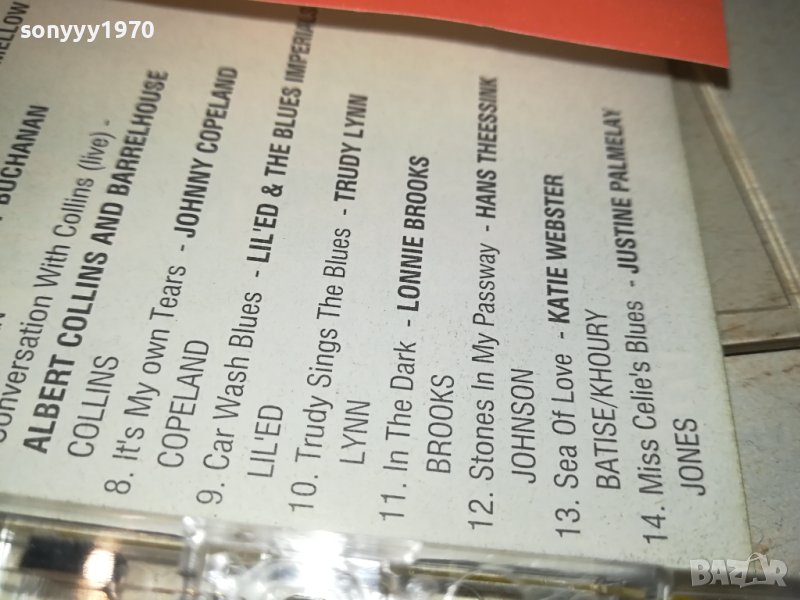 sonyyy1970
MELLOW
BUCHANAN
Conversation With Collins (live) -
ALBERT COLLINS AND BARRELHOUSE
COLLINS
8. It's My own Tears - JOHNNY COPELAND
COPELAND
9. Car Wash Blues - LIL'ED & THE BLUES IMPERIALS
LIL'ED
10. Trudy Sings The Blues - TRUDY LYNN
LYNN
11. In The Dark - LONNIE BROOKS
BROOKS
12. Stones In My Passway - HANS THEESSINK
JOHNSON
13. Sea Of Love - KATIE WEBSTER
BATISE/KHOURY
14. Miss Celie's Blues - JUSTINE PALMELAY
JONES
BAZAR